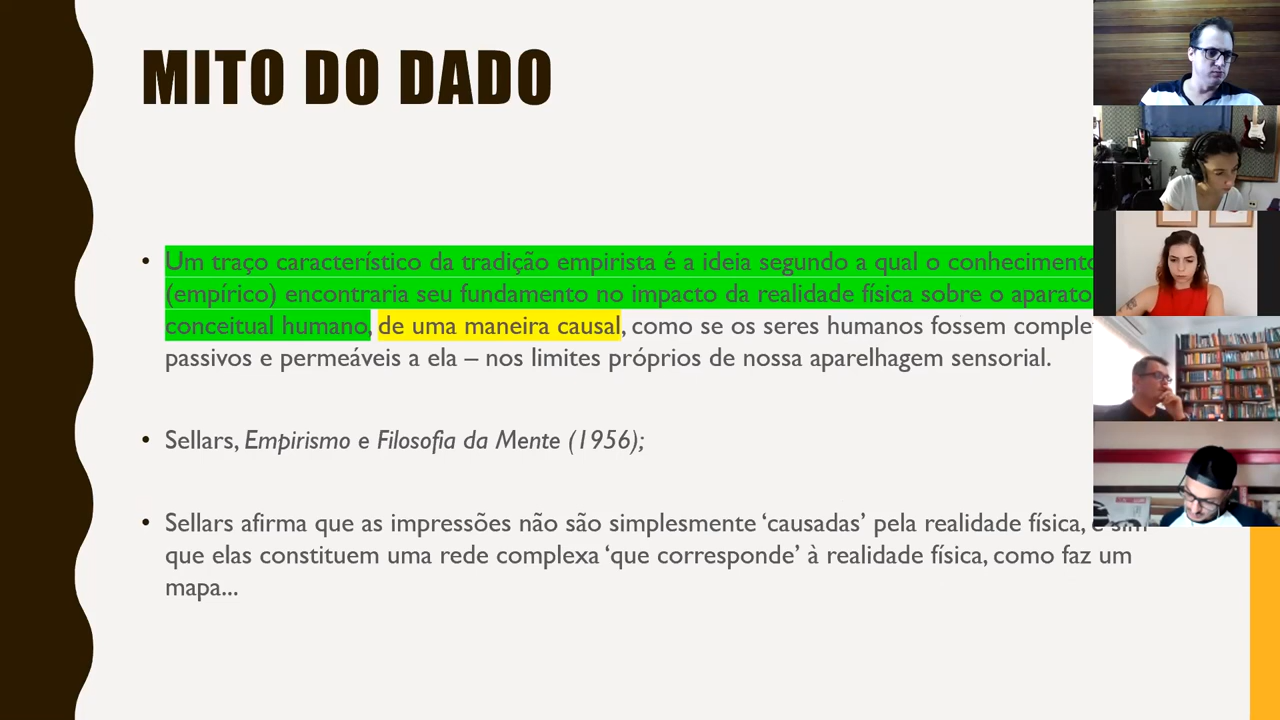 MITO DO DADO
• Um traço característico da tradição empirista é a ideia segundo a qual o conhecimento
(empírico) encontraria seu fundamento no impacto da realidade física sobre o aparato
conceitual humano, de uma maneira causal, como se os seres humanos fossem
passivos e permeáveis a ela – nos limites próprios de nossa aparelhagem sensorial.
• Sellars, Empirismo e Filosofia da Mente (1956);
• Sellars afirma que as impressões não são simplesmente ‘causadas’ pela realidade física, e sim
que elas constituem uma rede complexa ‘que corresponde’ à realidade física, como faz um
mapa...